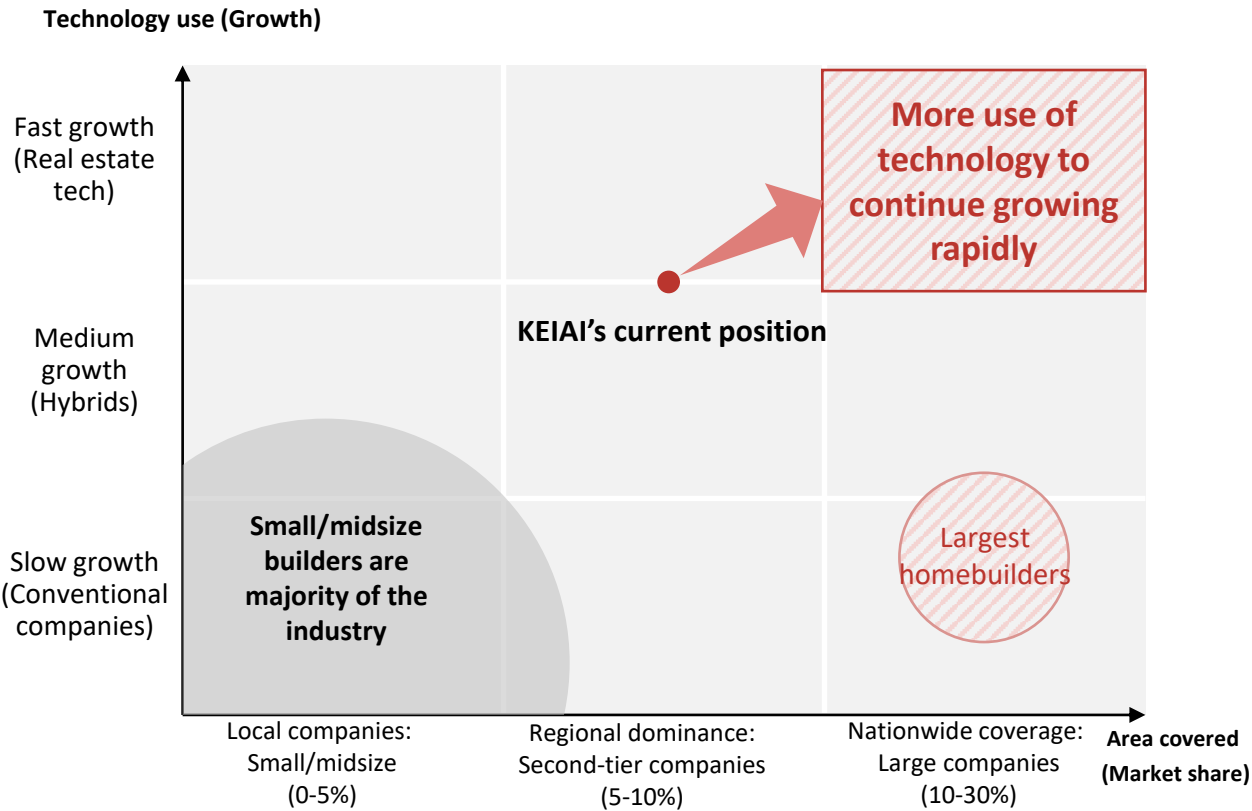 Technology use (Growth)
Fast growth
(Real estate
tech)
More use of
technology to
continue growing
rapidly
KEIAI’s current position
Medium
growth
(Hybrids)
Small/midsize
builders are
majority of the
industry
Largest
homebuilders
Slow growth
(Conventional
companies)
Local companies:
Small/midsize
(0-5%)
Regional dominance:
Second-tier companies
(5-10%)
Nationwide coverage:
Large companies
(10-30%)
Area covered
(Market share)